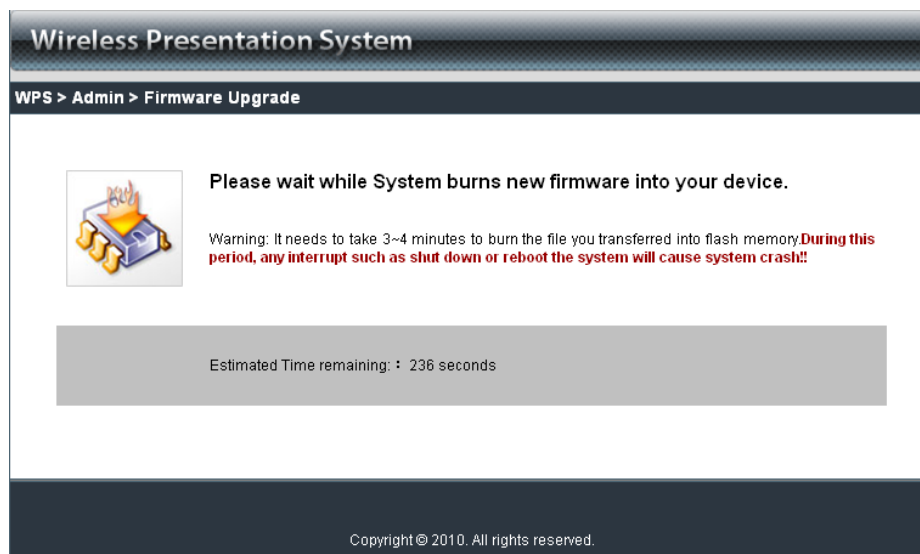 Wireless Presentation System
WPS > Admin > Firmware Upgrade
Please wait while System burns new firmware into your device.
Warning: It needs to take 3~4 minutes to burn the file you transferred into flash memory.During this
period, any interrupt such as shut down or reboot the system will cause system crash!!
Estimated Time remaining: : 236 seconds
Copyright © 2010. All rights reserved.